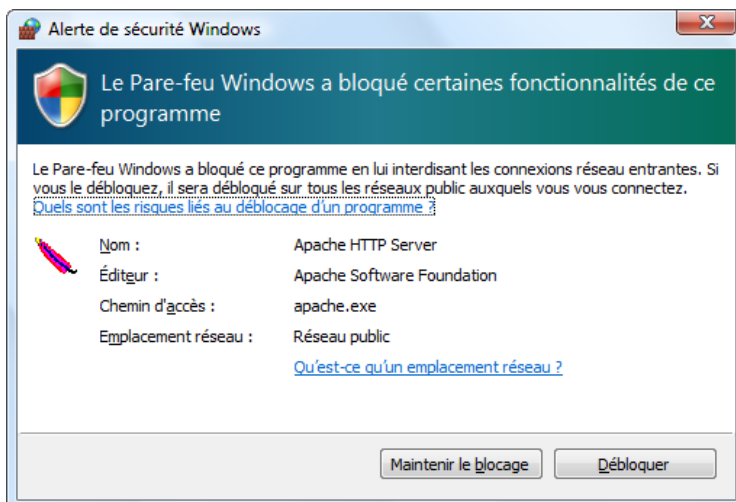 Alerte de sécurité Windows
Le Pare-feu Windows a bloqué certaines fonctionnalités de ce
programme
Le Pare-feu Windows a bloqué ce programme en lui interdisant les connexions réseau entrantes. Si
vous le débloquez, il sera débloqué sur tous les réseaux public auxquels vous vous connectez.
Quels sont les risques liés au déblocage d'un programme ?
Nom : Apache HTTP Server
Éditeur : Apache Software Foundation
Chemin d'accès : apache.exe
Emplacement réseau : Réseau public
Qu'est-ce qu'un emplacement réseau ?
Maintenir le blocage Débloquer